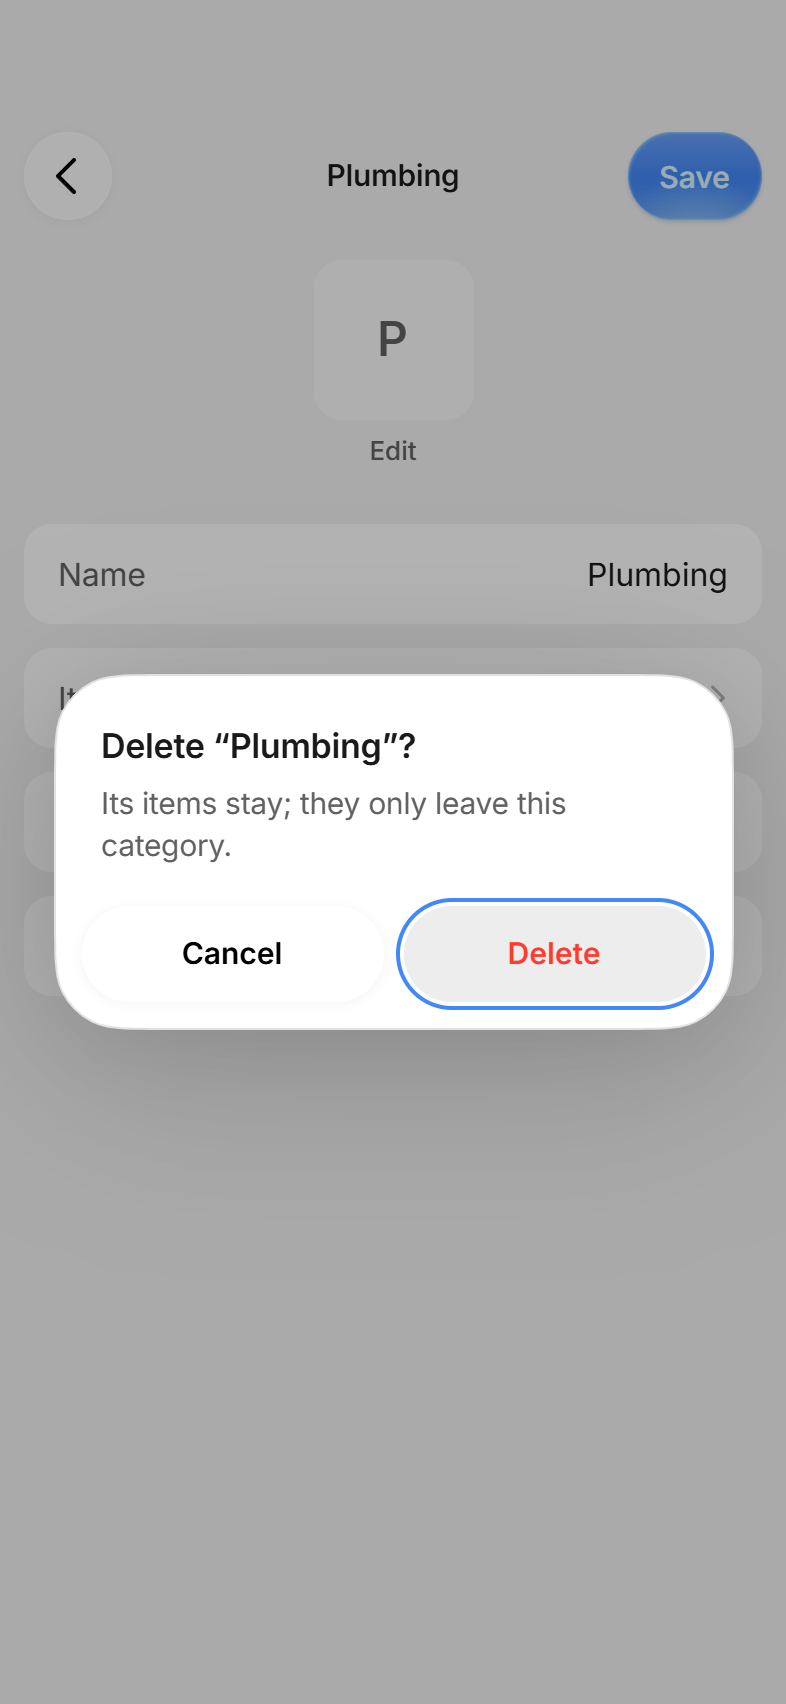 Plumbing
Save
P
Edit
Name
Plumbing
Delete “Plumbing”?
Its items stay; they only leave this
category.
Cancel
Delete